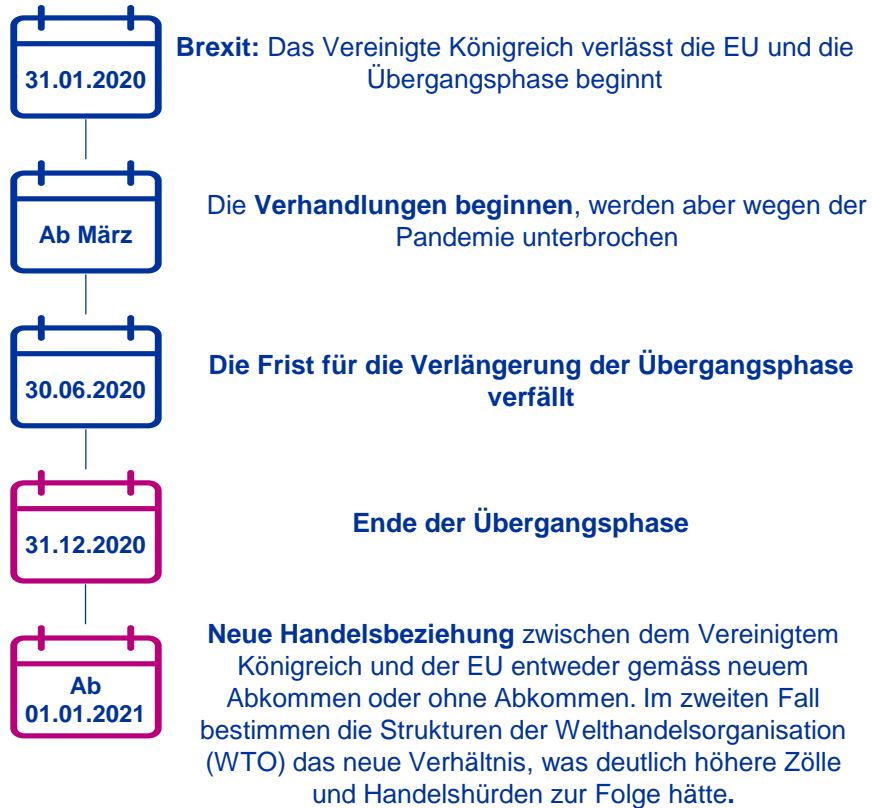 31.01.2020
Brexit: Das Vereinigte Königreich verlässt die EU und die
Übergangsphase beginnt
Ab März
Die Verhandlungen beginnen, werden aber wegen der
Pandemie unterbrochen
30.06.2020
Die Frist für die Verlängerung der Übergangsphase
verfällt
31.12.2020
Ende der Übergangsphase
Ab
01.01.2021
Neue Handelsbeziehung zwischen dem Vereinigtem
Königreich und der EU entweder gemäss neuem
Abkommen oder ohne Abkommen. Im zweiten Fall
bestimmen die Strukturen der Welthandelsorganisation
(WTO) das neue Verhältnis, was deutlich höhere Zölle
und Handelshürden zur Folge hätte.